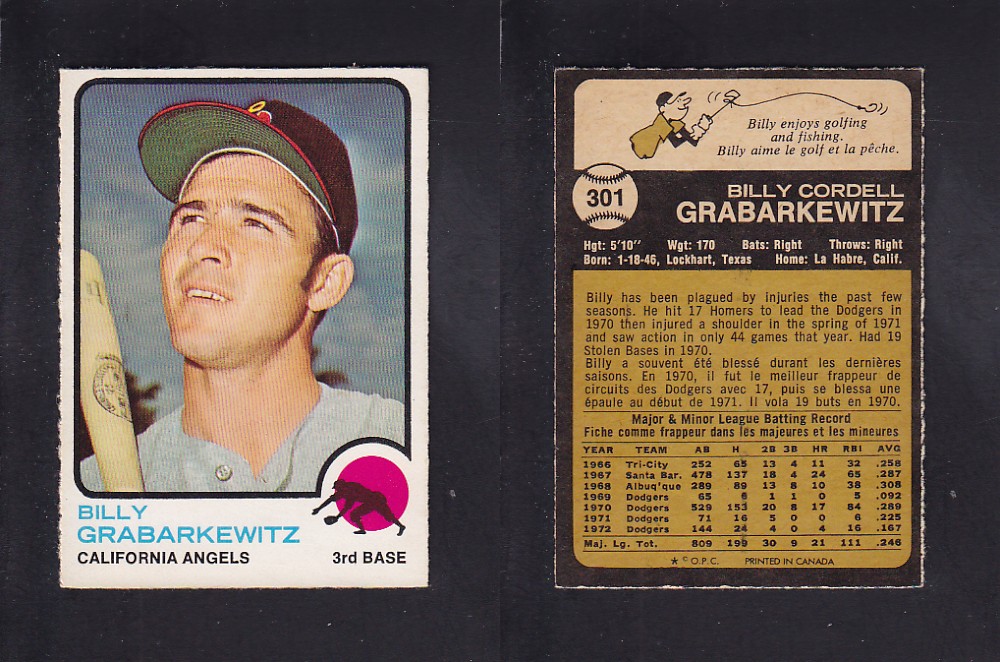 BILLY
GRABARKEWITZ
CALIFORNIA ANGELS 3rd BASE
Billy enjoys golfing
and fishing.
Billy aime le golf et la pêche.
301
BILLY CORDELL
GRABARKEWITZ
Hgt: 5'10" Wgt: 170 Bats: Right Throws: Right
Born: 1-18-46, Lockhart, Texas Home: La Habre, Calif.
Billy has been plagued by injuries the past few
seasons. He hit 17 Homers to lead the Dodgers in
1970 then injured a shoulder in the spring of 1971
and saw action in only 44 games that year. Had 19
Stolen Bases in 1970.
Billy a souvent été blessé durant les dernières
saisons. En 1970, il fut le meilleur frappeur de
circuits des Dodgers avec 17, puis se blessa une
épaule au début de 1971. Il vola 19 buts en 1970.
Major & Minor League Batting Record
Fiche comme frappeur dans les majeures et les mineures
YEAR TEAM AB H 2B 3B HR RBI AVG
1966 Tri-City 252 65 13 4 11 32 .258
1967 Santa Bar. 478 137 18 4 24 65 .287
1968 Albuq'que 289 89 13 8 10 38 .308
1969 Dodgers 65 6 1 1 0 5 .092
1970 Dodgers 529 153 20 8 17 84 .289
1971 Dodgers 71 16 5 0 0 6 .225
1972 Dodgers 144 24 4 0 4 16 .167
Maj. Lg. Tot. 809 199 30 9 21 111 .246
* © O.P.C. PRINTED IN CANADA